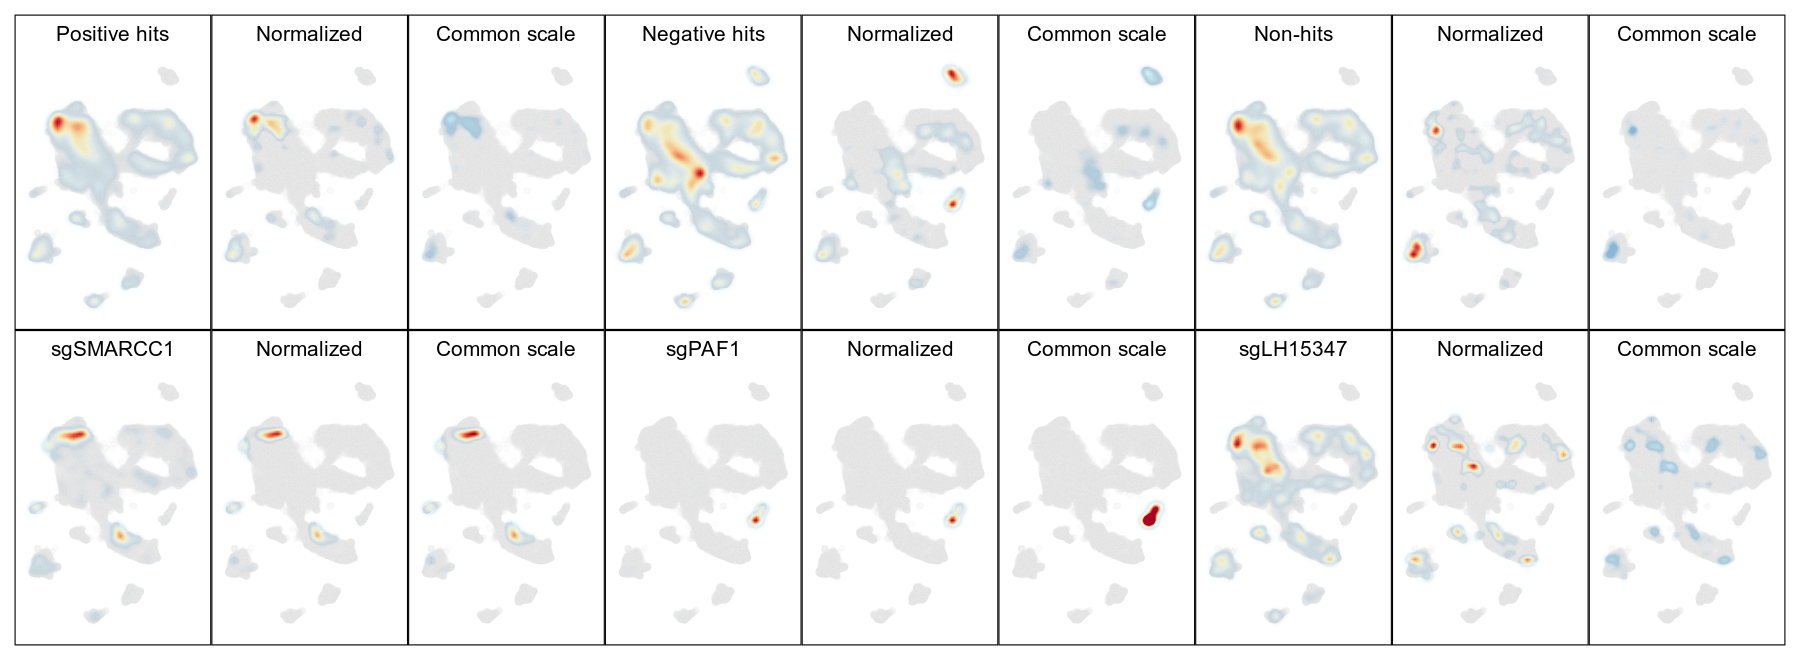 Positive hits
Normalized
Common scale
Negative hits
Normalized
Common scale
Non-hits
Normalized
Common scale
sgSMARCC1
Normalized
Common scale
sgPAF1
Normalized
Common scale
sgLH15347
Normalized
Common scale